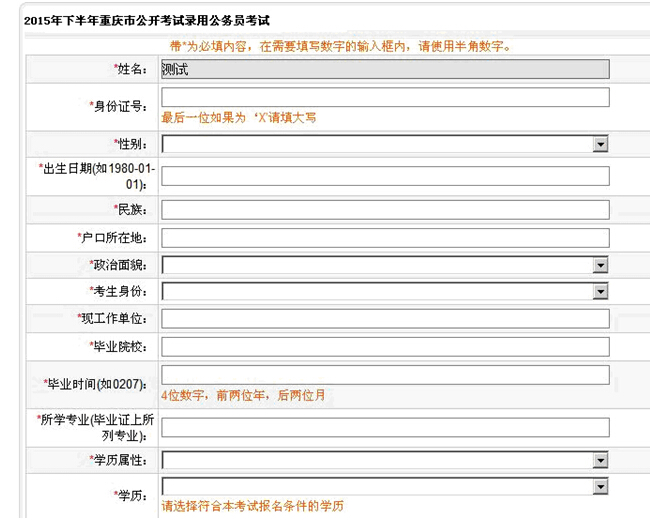 2015年下半年重庆市公开考试录用公务员考试
带*为必填内容，在需要填写数字的输入框内，请使用半角数字。
*姓名： 测试
*身份证号：
最后一位如果为‘X'请填大写
*性别：
*出生日期(如1980-01-
01)：
*民族：
*户口所在地：
*政治面貌：
*考生身份：
*现工作单位：
*毕业院校：
*毕业时间(如0207)：
4位数字，前两位年，后两位月
*所学专业(毕业证上所
列专业)：
*学历属性：
*学历：
请选择符合本考试报名条件的学历